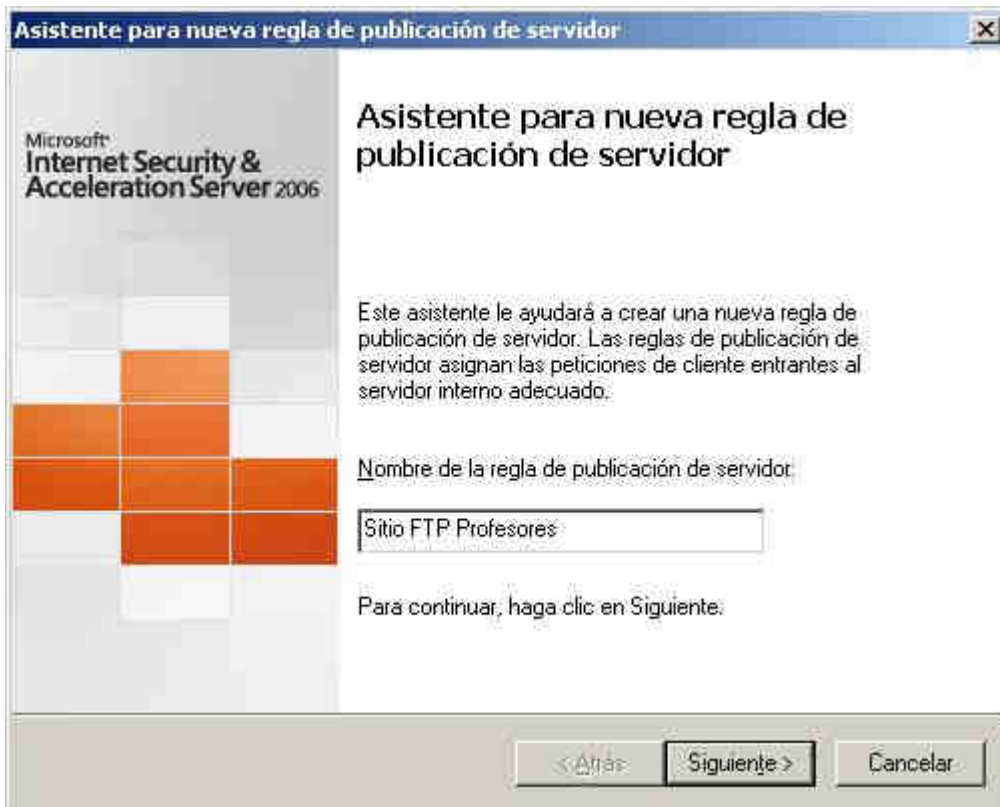 Asistente para nueva regla de publicación de servidor
Microsoft
Internet Security &
Acceleration Server 2006
Asistente para nueva regla de
publicación de servidor
Este asistente le ayudará a crear una nueva regla de
publicación de servidor. Las reglas de publicación de
servidor asignan las peticiones de cliente entrantes al
servidor interno adecuado.
Nombre de la regla de publicación de servidor:
Sitio FTP Profesores
Para continuar, haga clic en Siguiente.
< Atrás
Siguiente >
Cancelar